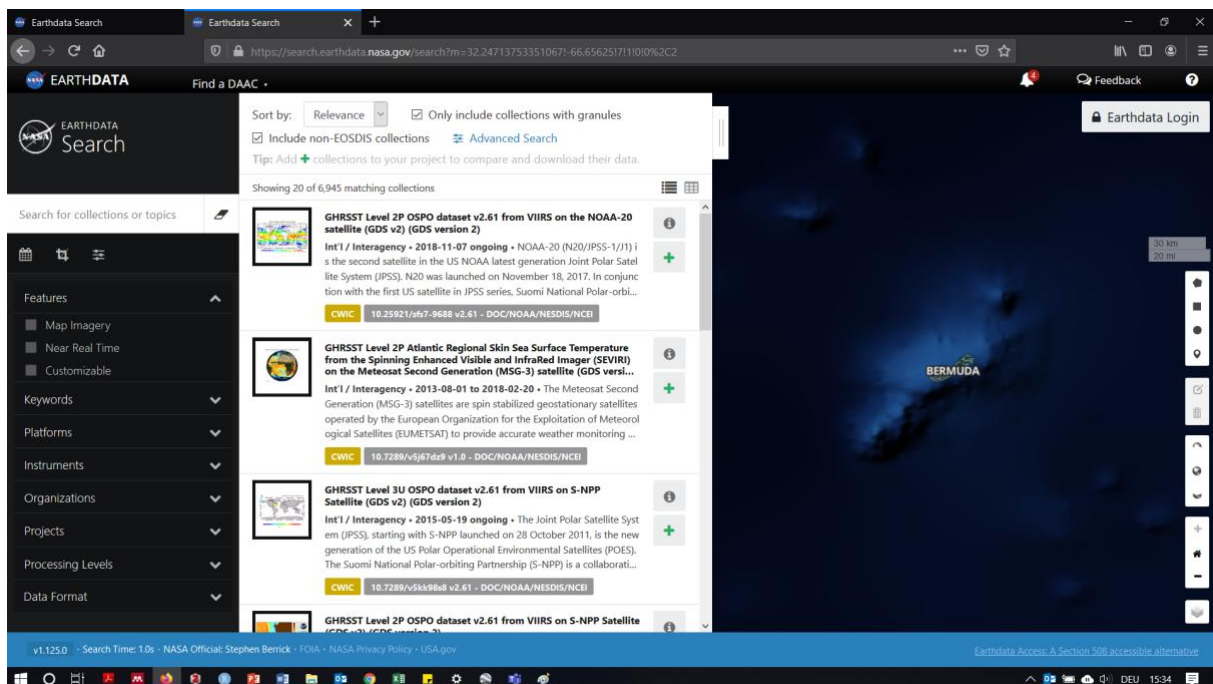 Earthdata Search
Earthdata Search
https://search.earthdata.nasa.gov/search?m=32.24713753351067!-66.65625!7!1!0!0%2C2
EARTHDATA
Find a DAAC
4
Feedback
EARTHDATA
Search
Sort by: Relevance Only include collections with granules
Include non-EOSDIS collections Advanced Search
Tip: Add + collections to your project to compare and download their data.
Earthdata Login
Showing 20 of 6,945 matching collections
Search for collections or topics
Features
Map Imagery
Near Real Time
Customizable
Keywords
Platforms
Instruments
Organizations
Projects
Processing Levels
Data Format
GHRSST Level 2P OSPO dataset v2.61 from VIIRS on the NOAA-20
satellite (GDS v2) (GDS version 2)
Int'l / Interagency • 2018-11-07 ongoing • NOAA-20 (N20/JPSS-1/J1) i
s the second satellite in the US NOAA latest generation Joint Polar Satel
lite System (JPSS). N20 was launched on November 18, 2017. In conjunc
tion with the first US satellite in JPSS series, Suomi National Polar-orbi...
CWIC 10.25921/sfs7-9688 v2.61 - DOC/NOAA/NESDIS/NCEI
GHRSST Level 2P Atlantic Regional Skin Sea Surface Temperature
from the Spinning Enhanced Visible and InfraRed Imager (SEVIRI)
on the Meteosat Second Generation (MSG-3) satellite (GDS versi...
Int'l / Interagency • 2013-08-01 to 2018-02-20 • The Meteosat Second
Generation (MSG-3) satellites are spin stabilized geostationary satellites
operated by the European Organization for the Exploitation of Meteorol
ogical Satellites (EUMETSAT) to provide accurate weather monitoring ...
CWIC 10.7289/v5j67dz9 v1.0 - DOC/NOAA/NESDIS/NCEI
GHRSST Level 3U OSPO dataset v2.61 from VIIRS on S-NPP
Satellite (GDS v2) (GDS version 2)
Int'l / Interagency • 2015-05-19 ongoing • The Joint Polar Satellite Syst
em (JPSS), starting with S-NPP launched on 28 October 2011, is the new
generation of the US Polar Operational Environmental Satellites (POES).
The Suomi National Polar-orbiting Partnership (S-NPP) is a collaborati...
CWIC 10.7289/v5kk98s8 v2.61 - DOC/NOAA/NESDIS/NCEI
GHRSST Level 2P OSPO dataset v2.61 from VIIRS on S-NPP Satellite
(GDS v2) (GDS version 2)
30 km
20 mi
BERMUDA
v1.125.0 · Search Time: 1.0s · NASA Official: Stephen Berrick · FOIA · NASA Privacy Policy · USA.gov
Earthdata Access: A Section 508 accessible alternative
DEU 15:34